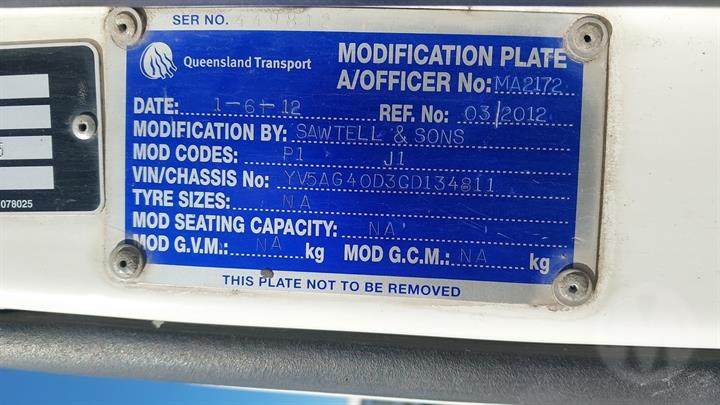 SER NO. 449812
Queensland Transport
MODIFICATION PLATE
A/OFFICER No: MA2172
DATE: 1-6-12 REF. No: 03/2012
MODIFICATION BY: SAWTELL & SONS
MOD CODES: P1 J1
VIN/CHASSIS No: YV5AG40D3CD134811
TYRE SIZES: NA
MOD SEATING CAPACITY: NA
MOD G.V.M.: NA kg MOD G.C.M.: NA kg
THIS PLATE NOT TO BE REMOVED
078025